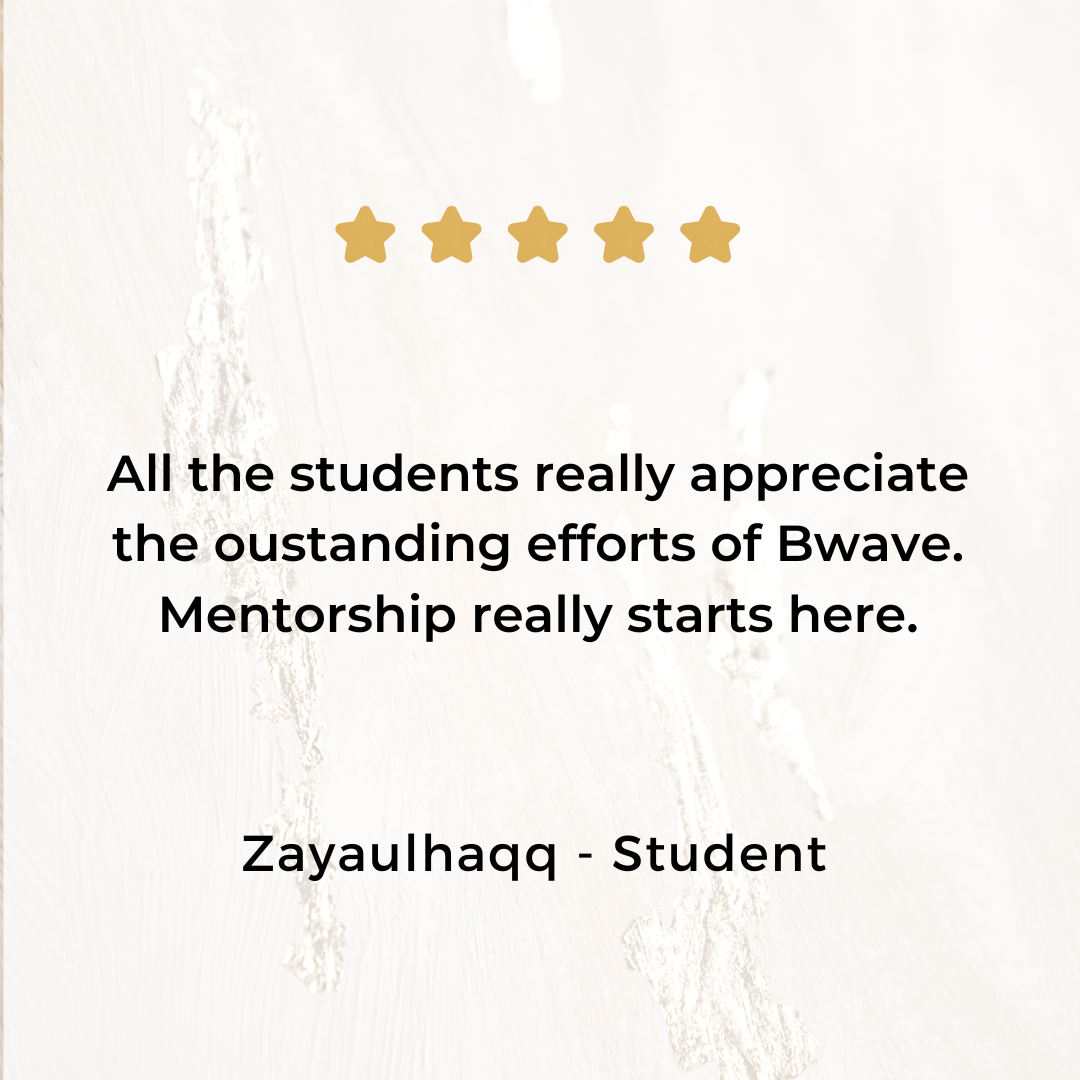 All the students really appreciate
the oustanding efforts of Bwave.
Mentorship really starts here.
Zayaulhaqq - Student